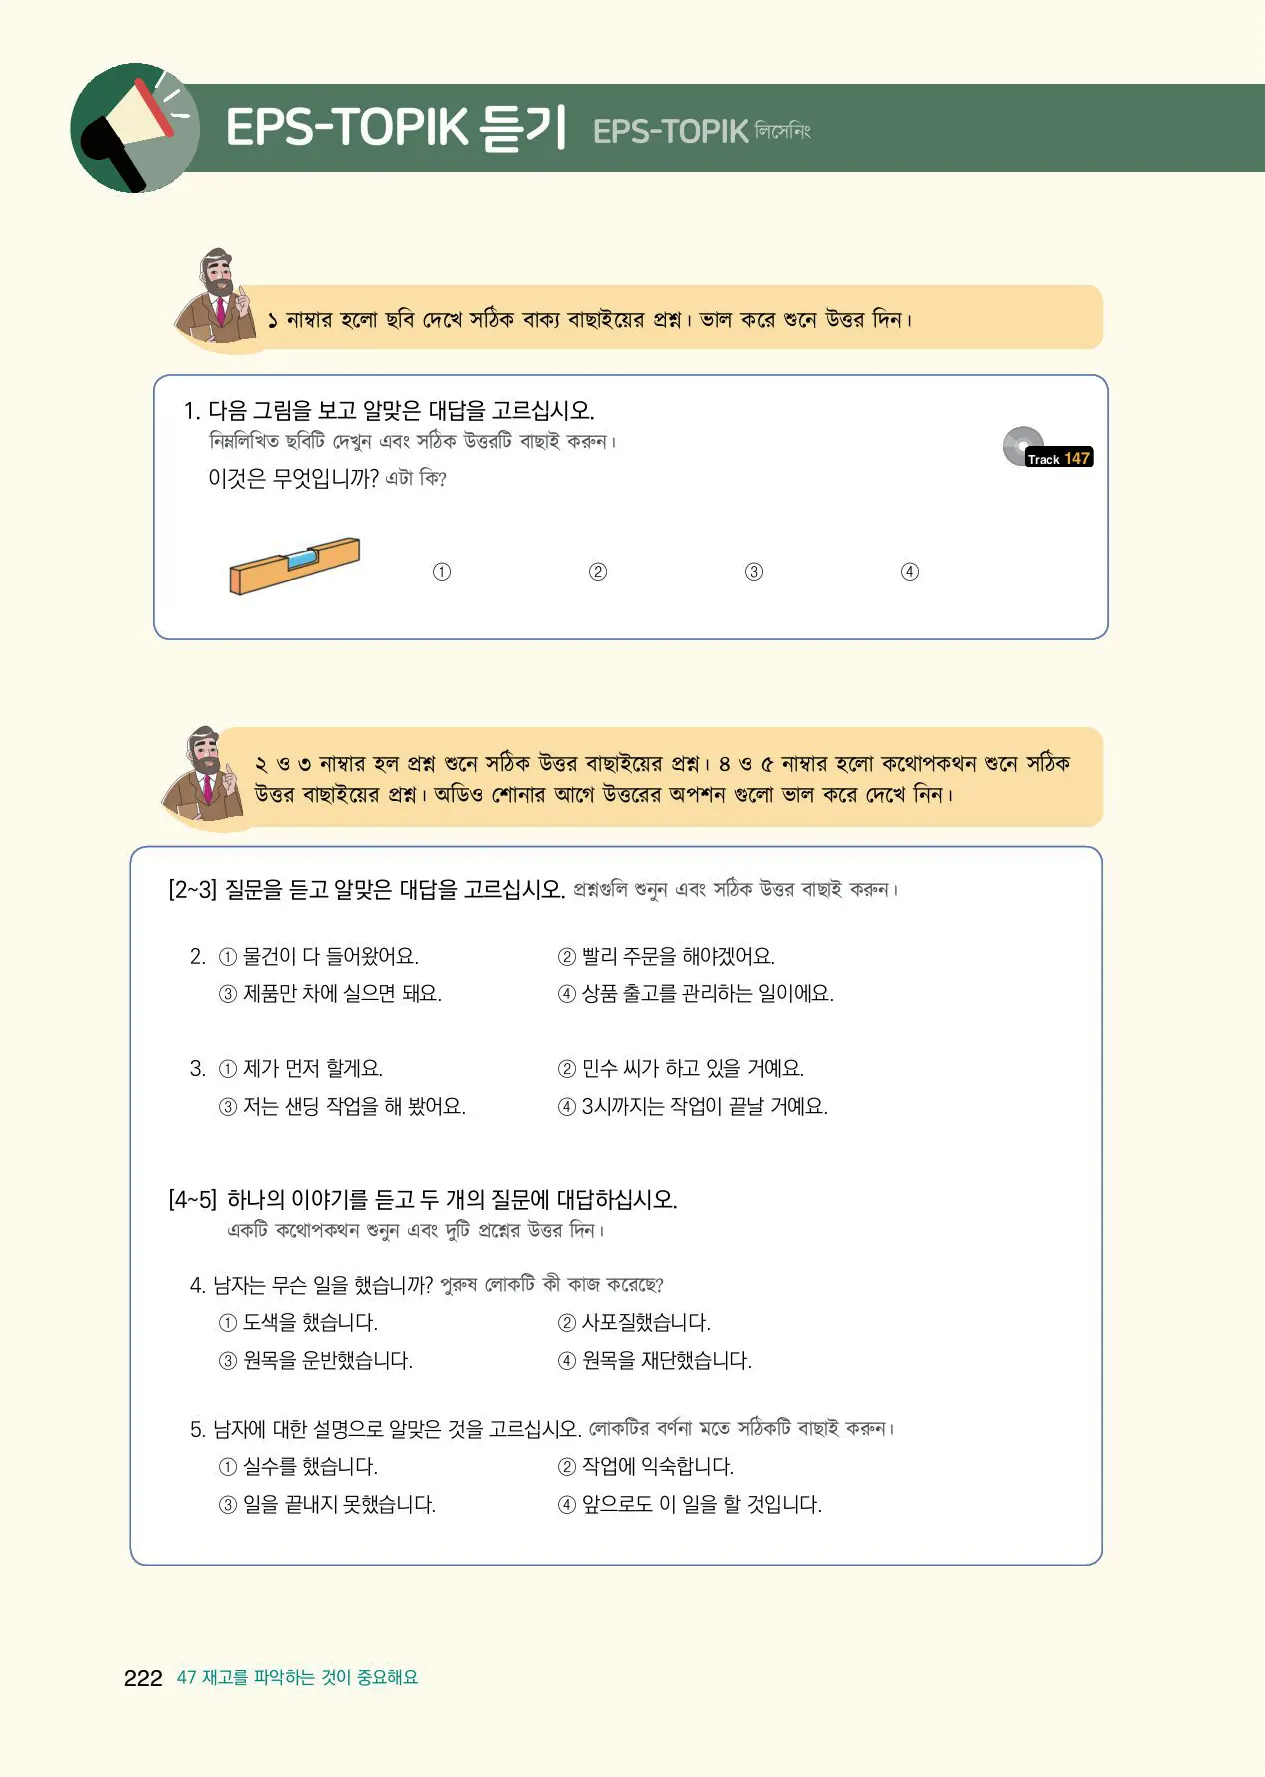 EPS-TOPIK 듣기 EPS-TOPIK লিসেনিং
১ নাম্বার হলো ছবি দেখে সঠিক বাক্য বাছাইয়ের প্রশ্ন। ভাল করে শুনে উত্তর দিন।
1. 다음 그림을 보고 알맞은 대답을 고르십시오.
নিম্নলিখিত ছবিটি দেখুন এবং সঠিক উত্তরটি বাছাই করুন।
Track 147
이것은 무엇입니까? এটা কি?
① ② ③ ④
২ ও ৩ নাম্বার হল প্রশ্ন শুনে সঠিক উত্তর বাছাইয়ের প্রশ্ন। ৪ ও ৫ নাম্বার হলো কথোপকথন শুনে সঠিক
উত্তর বাছাইয়ের প্রশ্ন। অডিও শোনার আগে উত্তরের অপশন গুলো ভাল করে দেখে নিন।
[2~3] 질문을 듣고 알맞은 대답을 고르십시오. প্রশ্নগুলি শুনুন এবং সঠিক উত্তর বাছাই করুন।
2. ① 물건이 다 들어왔어요. ② 빨리 주문을 해야겠어요.
③ 제품만 차에 실으면 돼요. ④ 상품 출고를 관리하는 일이에요.
3. ① 제가 먼저 할게요. ② 민수 씨가 하고 있을 거예요.
③ 저는 샌딩 작업을 해 봤어요. ④ 3시까지는 작업이 끝날 거예요.
[4~5] 하나의 이야기를 듣고 두 개의 질문에 대답하십시오.
একটি কথোপকথন শুনুন এবং দুটি প্রশ্নের উত্তর দিন।
4. 남자는 무슨 일을 했습니까? পুরুষ লোকটি কী কাজ করেছে?
① 도색을 했습니다. ② 사포질했습니다.
③ 원목을 운반했습니다. ④ 원목을 재단했습니다.
5. 남자에 대한 설명으로 알맞은 것을 고르십시오. লোকটির বর্ণনা মতে সঠিকটি বাছাই করুন।
① 실수를 했습니다. ② 작업에 익숙합니다.
③ 일을 끝내지 못했습니다. ④ 앞으로도 이 일을 할 것입니다.
222 47 재고를 파악하는 것이 중요해요